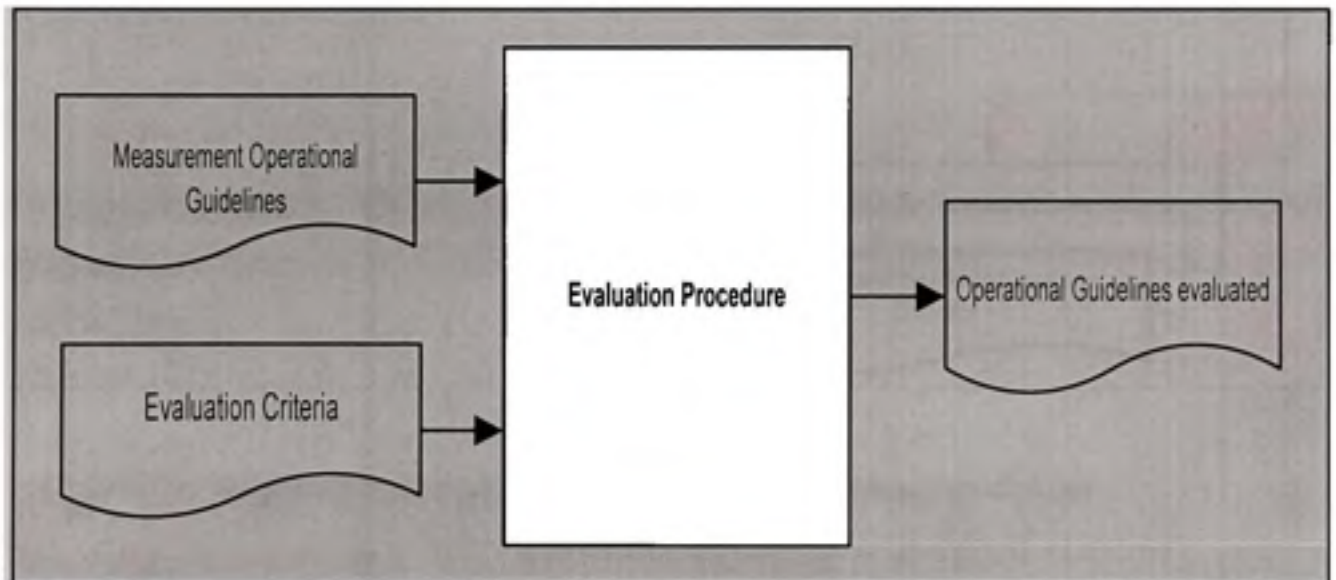 Measurement Operational
Guidelines
Evaluation Procedure
Operational Guidelines evaluated
Evaluation Criteria